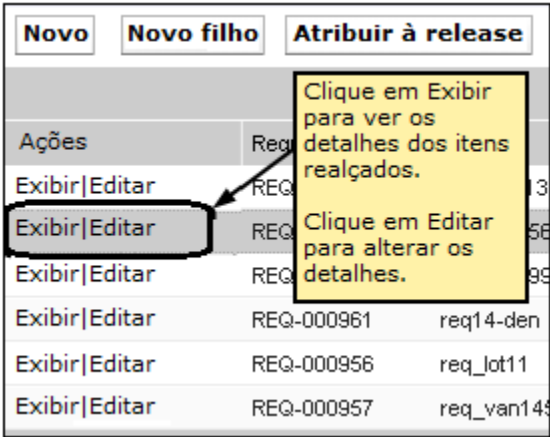 Novo Novo filho Atribuir à release
Clique em Exibir
para ver os
detalhes dos itens
realçados.
Clique em Editar
para alterar os
detalhes.
Ações
Exibir|Editar
Exibir|Editar
Exibir|Editar
Exibir|Editar REQ-000961 req14-den
Exibir|Editar REQ-000956 req_lot11
Exibir|Editar REQ-000957 req_van145